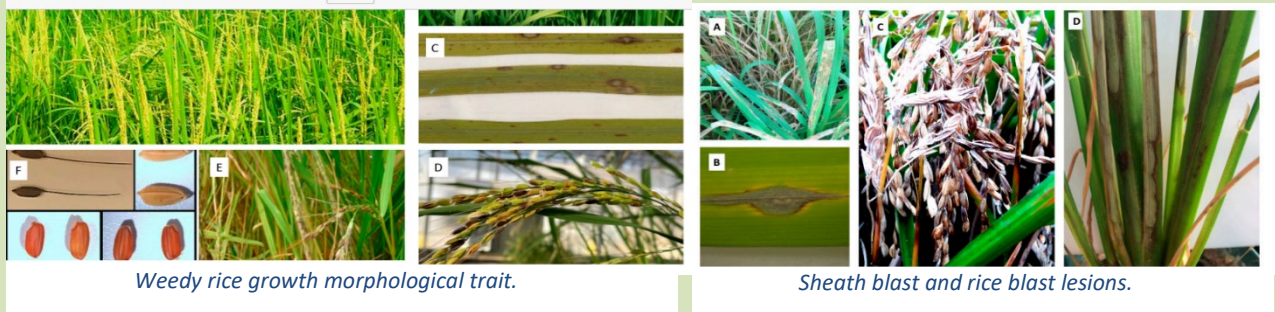 C
F
E
D
Weedy rice growth morphological trait.
A
C
D
B
Sheath blast and rice blast lesions.